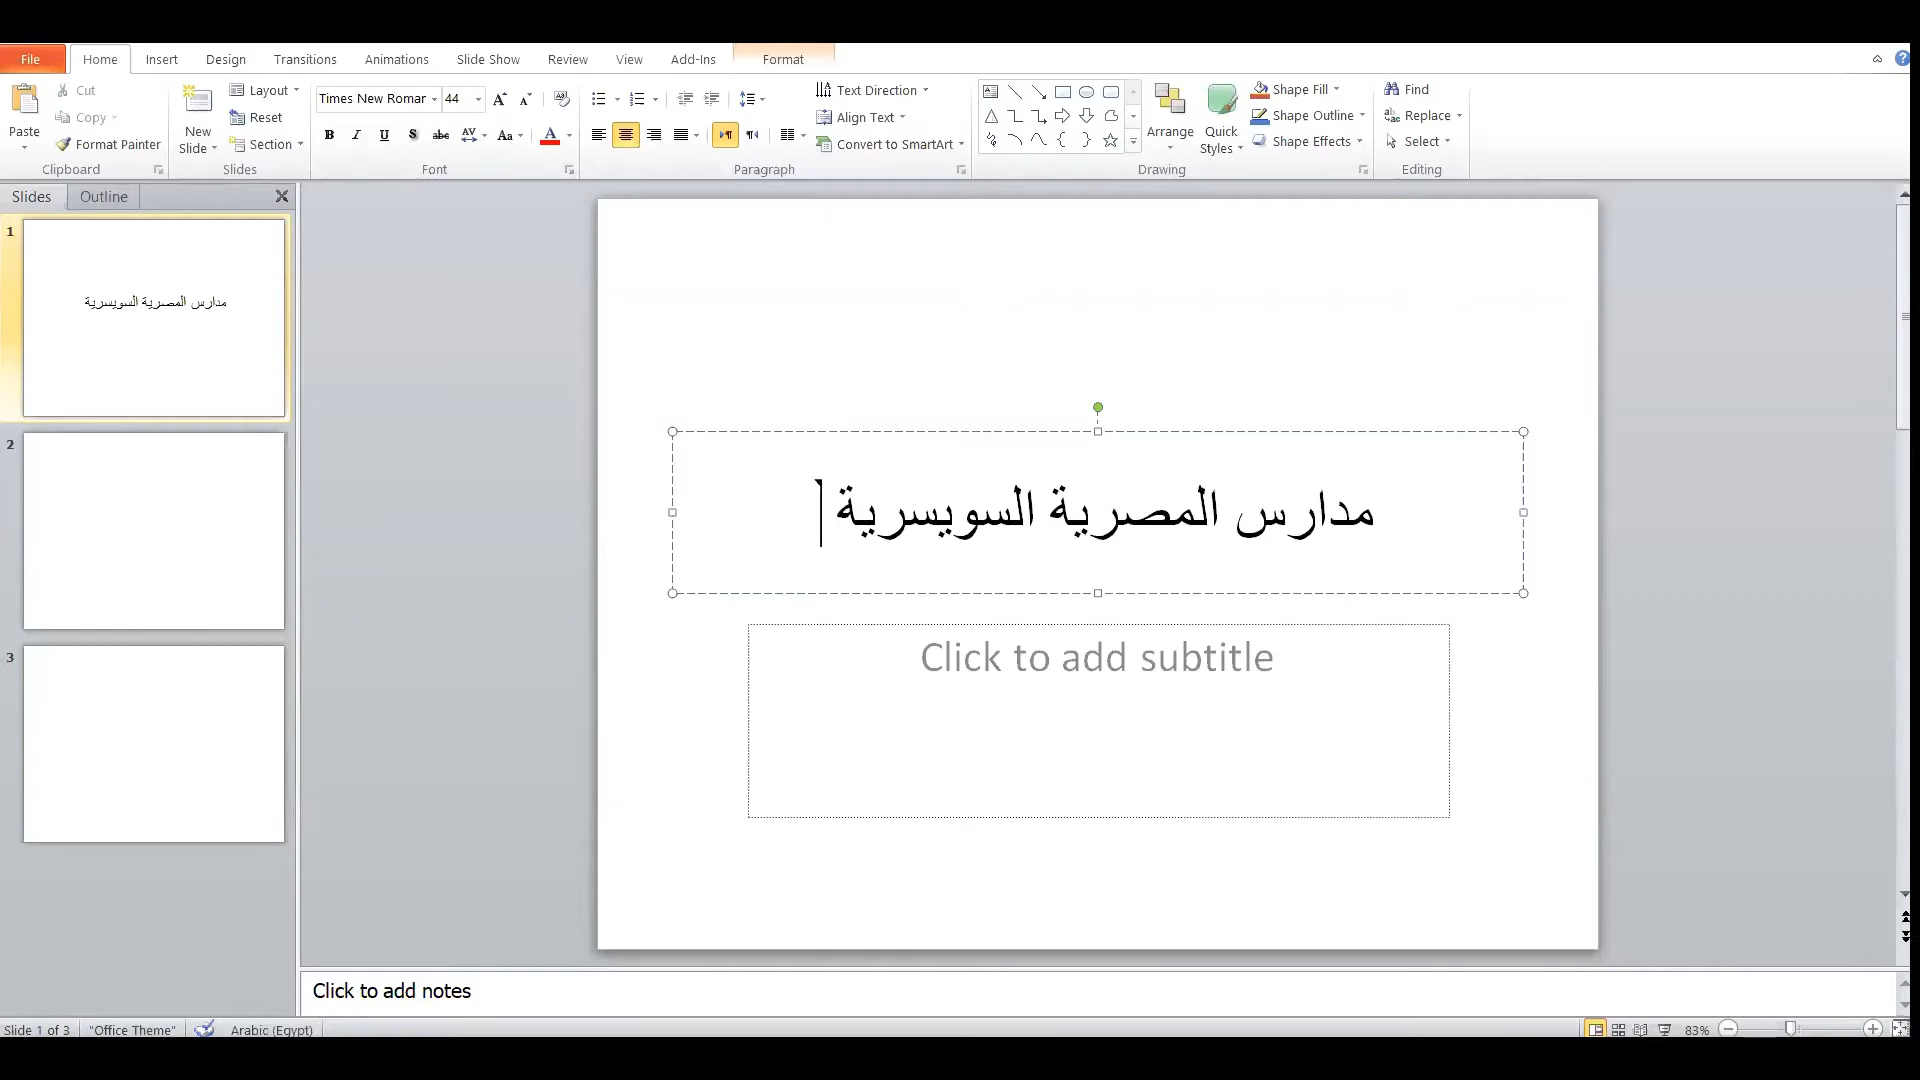 File Home Insert Design Transitions Animations Slide Show Review View Add-Ins Format
Paste
Cut
Copy
Format Painter
Clipboard
New Slide
Layout
Reset
Section
Slides
Times New Roman 44
Font
Text Direction
Align Text
Convert to SmartArt
Paragraph
Arrange
Quick Styles
Shape Fill
Shape Outline
Shape Effects
Drawing
Find
Replace
Select
Editing
Slides Outline
1
مدارس المصرية السويسرية
2
3
مدارس المصرية السويسرية
Click to add subtitle
Click to add notes
Slide 1 of 3 "Office Theme" Arabic (Egypt) 83%